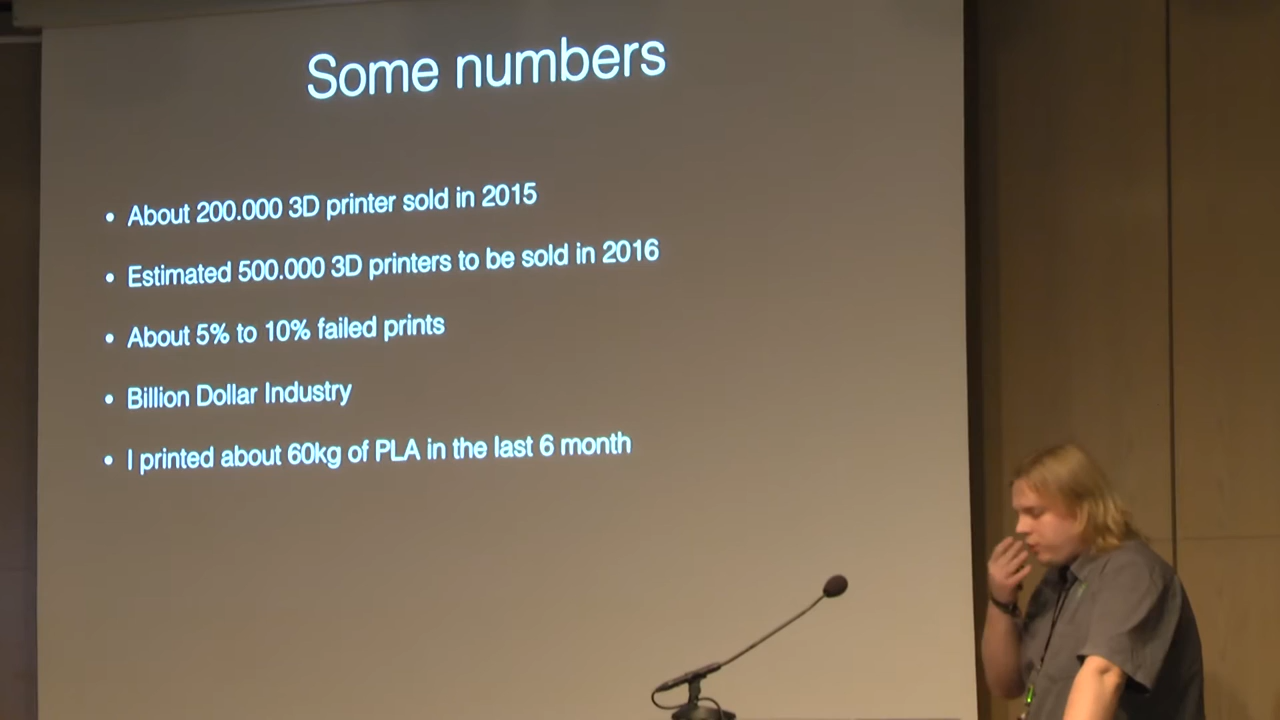 Some numbers
• About 200.000 3D printer sold in 2015
• Estimated 500.000 3D printers to be sold in 2016
• About 5% to 10% failed prints
• Billion Dollar Industry
• I printed about 60kg of PLA in the last 6 month